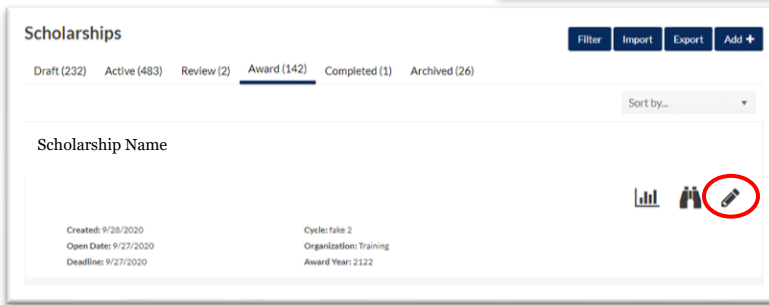 Scholarships
Filter Import Export Add +
Draft (232) Active (483) Review (2) Award (142) Completed (1) Archived (26)
Sort by...
Scholarship Name
Created: 9/28/2020 Cycle: fake 2
Open Date: 9/27/2020 Organization: Training
Deadline: 9/27/2020 Award Year: 2122